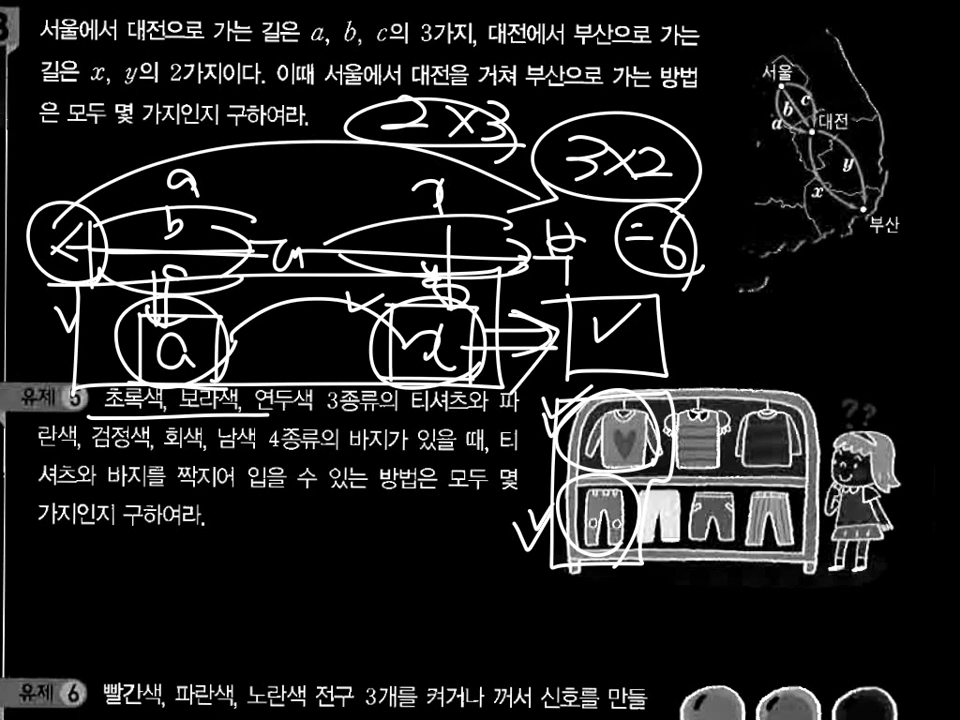 서울에서 대전으로 가는 길은 a, b, c의 3가지, 대전에서 부산으로 가는
길은 x, y의 2가지이다. 이때 서울에서 대전을 거쳐 부산으로 가는 방법
은 모두 몇 가지인지 구하여라.
서울
a b c
대전
y
x
부산
2×3
3×2
=6
a
b
x
a
x
유제 5 초록색, 보라색, 연두색 3종류의 티셔츠와 파
란색, 검정색, 회색, 남색 4종류의 바지가 있을 때, 티
셔츠와 바지를 짝지어 입을 수 있는 방법은 모두 몇
가지인지 구하여라.
??
유제 6 빨간색, 파란색, 노란색 전구 3개를 켜거나 꺼서 신호를 만들